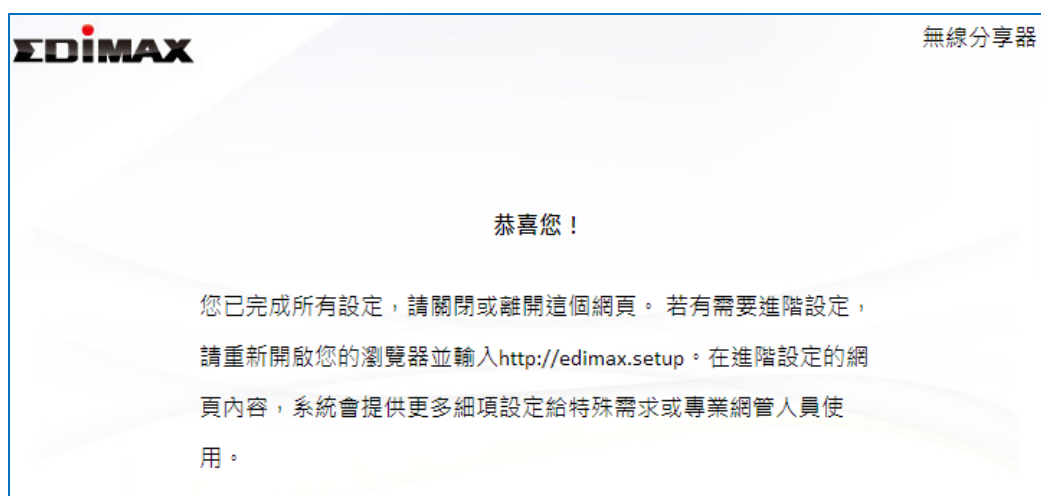 EDIMAX
無線分享器
恭喜您！
您已完成所有設定，請關閉或離開這個網頁。 若有需要進階設定，
請重新開啟您的瀏覽器並輸入http://edimax.setup。在進階設定的網
頁內容，系統會提供更多細項設定給特殊需求或專業網管人員使
用。